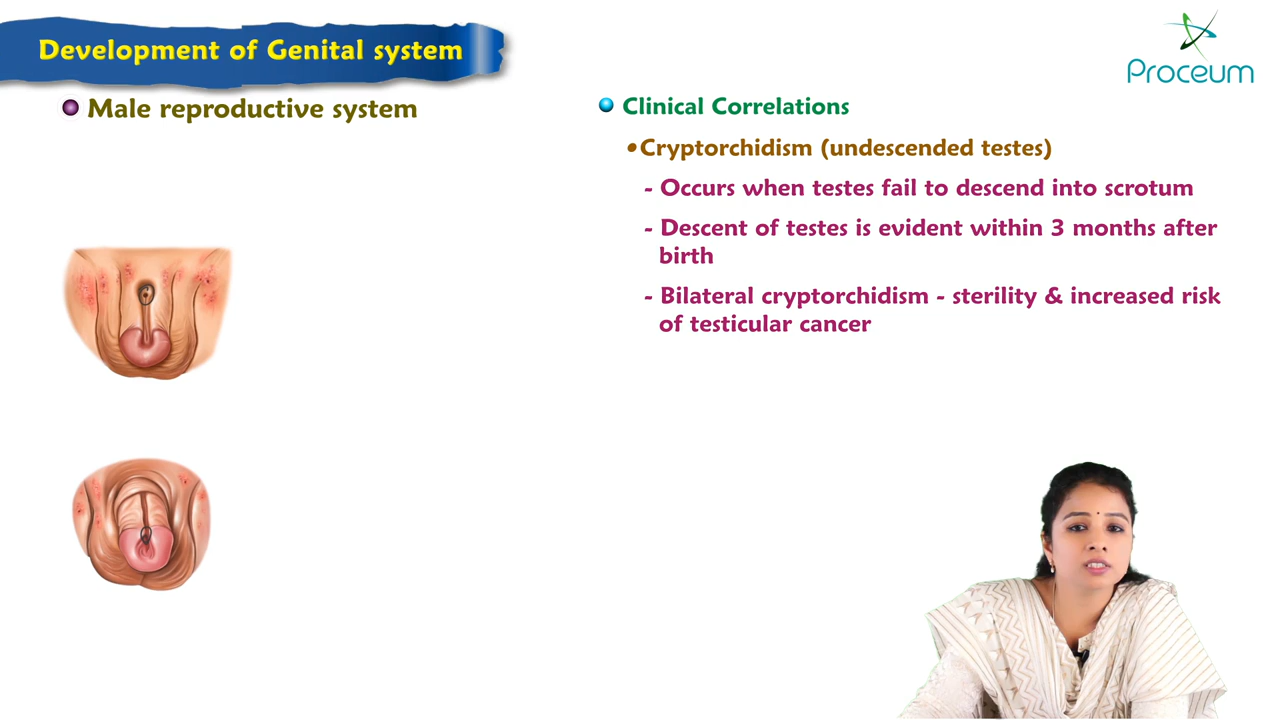 Development of Genital system
Proceum
Male reproductive system
Clinical Correlations
•Cryptorchidism (undescended testes)
- Occurs when testes fail to descend into scrotum
- Descent of testes is evident within 3 months after
birth
- Bilateral cryptorchidism - sterility & increased risk
of testicular cancer